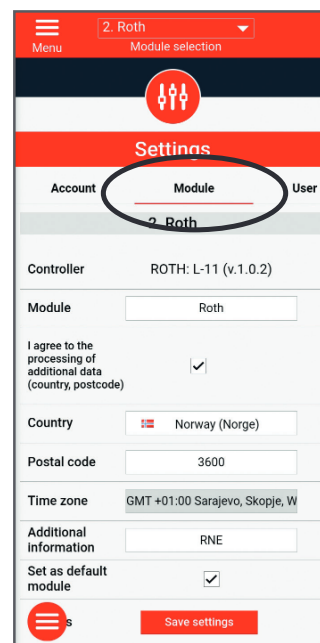 2. Roth
Menu
Module selection
Settings
Account
Module
User
2. Roth
Controller
ROTH: L-11 (v.1.0.2)
Module
Roth
I agree to the
processing of
additional data
(country, postcode)
Country
Norway (Norge)
Postal code
3600
Time zone
GMT +01:00 Sarajevo, Skopje, W
Additional
information
RNE
Set as default
module
s
Save settings